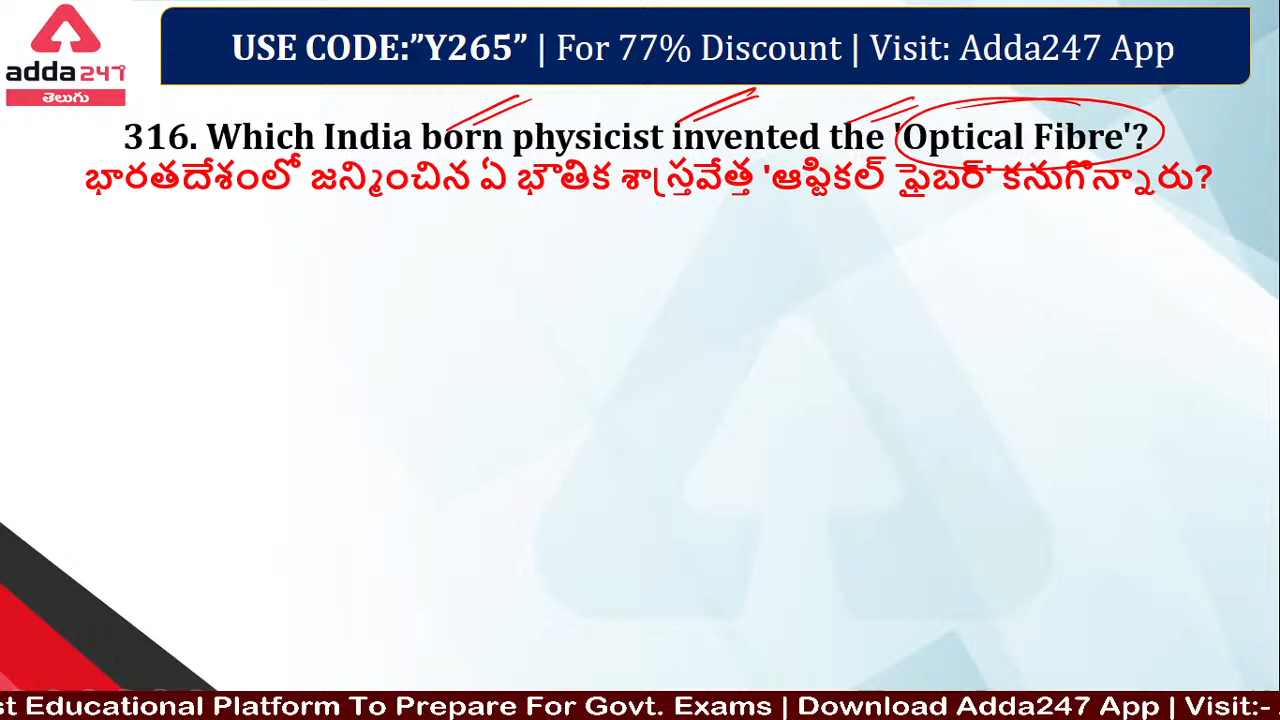 USE CODE:”Y265” | For 77% Discount | Visit: Adda247 App
adda247
తెలుగు
316. Which India born physicist invented the 'Optical Fibre'?
భారతదేశంలో జన్మించిన ఏ భౌతిక శాస్త్రవేత్త 'ఆప్టికల్ ఫైబర్' కనుగొన్నారు?
st Educational Platform To Prepare For Govt. Exams | Download Adda247 App | Visit:-